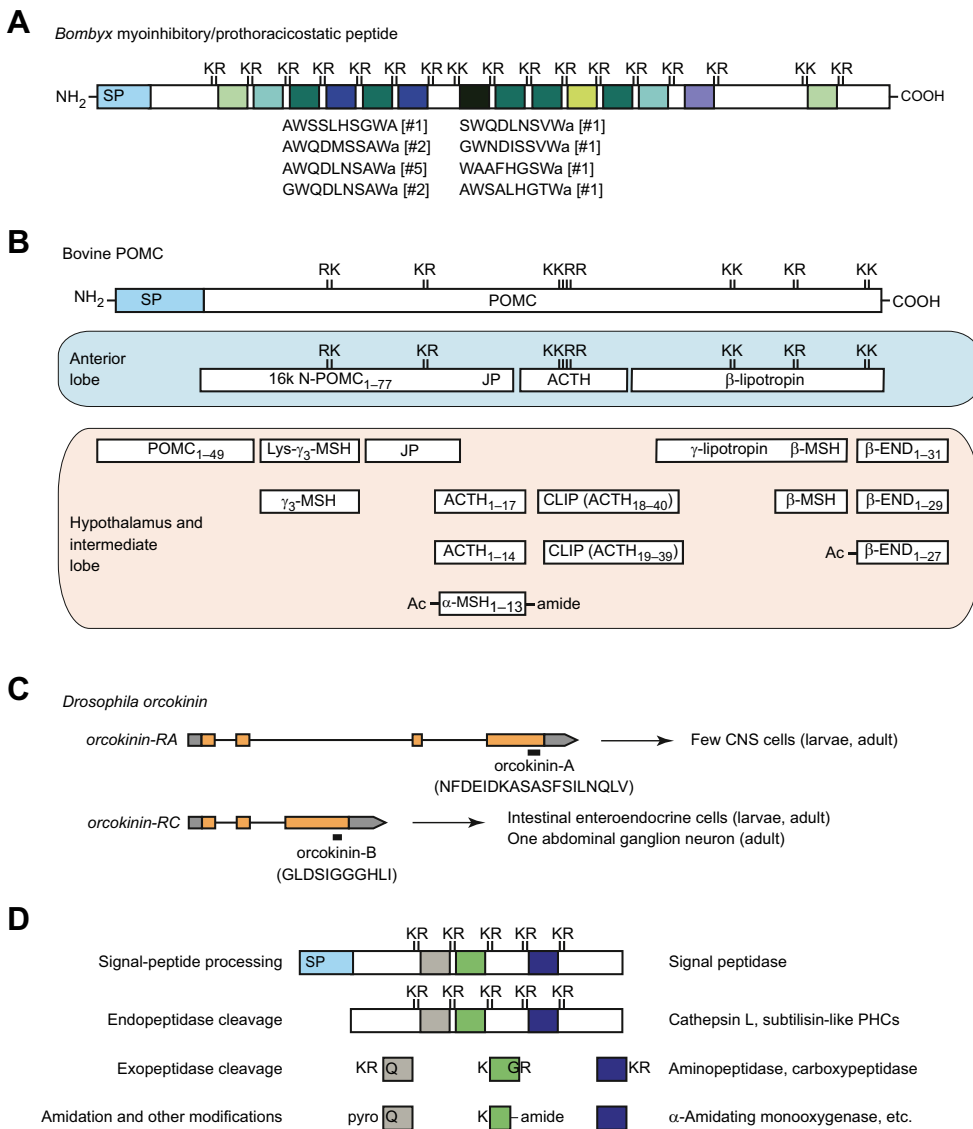 A
Bombyx myoinhibitory/prothoracicostatic peptide
KR KR KR KR KR KR KR KK KR KR KR KR KR KR KK KR
NH2 SP COOH
AWSSLHSGWA [#1] SWQDLNSVWa [#1]
AWQDMSSAWa [#2] GWNDISSVWa [#1]
AWQDLNSAWa [#5] WAAFHGSWa [#1]
GWQDLNSAWa [#2] AWSALHGTWa [#1]
B
Bovine POMC
RK KR KKRR KK KR KK
NH2 SP POMC COOH
RK KR KKRR KK KR KK
Anterior
lobe
16k N-POMC1–77 JP ACTH β-lipotropin
POMC1–49 Lys-γ3-MSH JP γ-lipotropin β-MSH β-END1–31
γ3-MSH ACTH1–17 CLIP (ACTH18–40) β-MSH β-END1–29
Hypothalamus and
intermediate
lobe
ACTH1–14 CLIP (ACTH19–39) Ac β-END1–27
Ac α-MSH1–13 amide
C
Drosophila orcokinin
orcokinin-RA Few CNS cells (larvae, adult)
orcokinin-A
(NFDEIDKASASFSILNQLV)
orcokinin-RC Intestinal enteroendocrine cells (larvae, adult)
One abdominal ganglion neuron (adult)
orcokinin-B
(GLDSIGGGHLI)
D
KR KR KR KR KR
Signal-peptide processing SP Signal peptidase
KR KR KR KR KR
Endopeptidase cleavage Cathepsin L, subtilisin-like PHCs
Exopeptidase cleavage KR Q K GR KR Aminopeptidase, carboxypeptidase
Amidation and other modifications pyro Q K amide α-Amidating monooxygenase, etc.